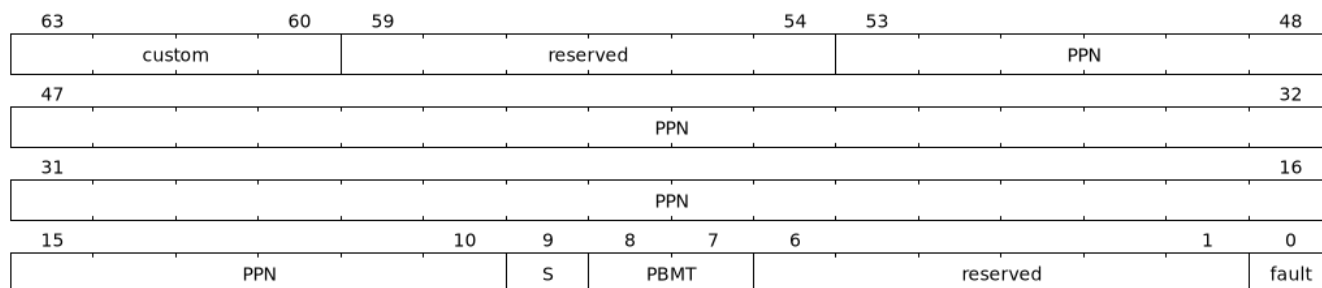 63 60 59 54 53 48
custom reserved PPN
47 32
PPN
31 16
PPN
15 10 9 8 7 6 1 0
PPN S PBMT reserved fault